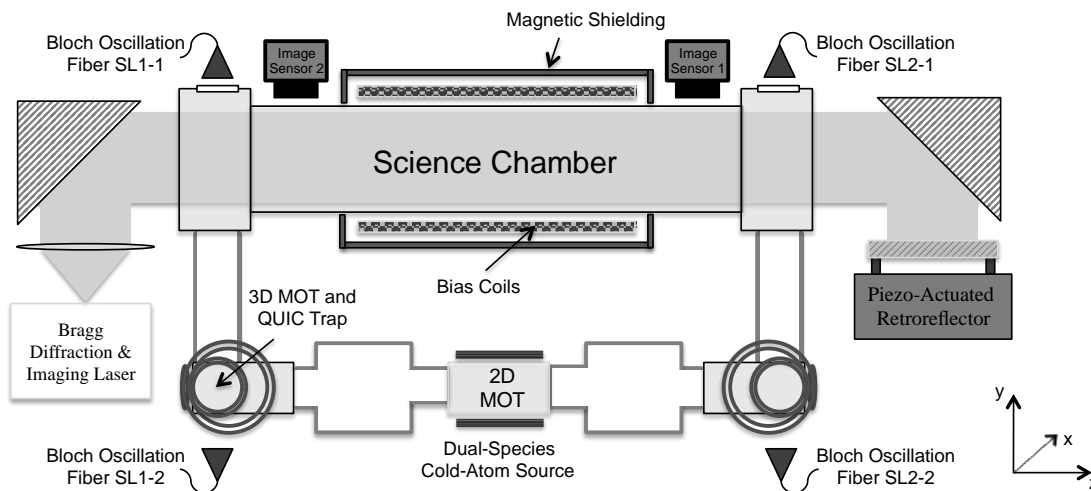 Magnetic Shielding
Bloch Oscillation
Fiber SL1-1
Image
Sensor 2
Image
Sensor 1
Bloch Oscillation
Fiber SL2-1
Science Chamber
Bias Coils
3D MOT and
QUIC Trap
Bragg
Diffraction &
Imaging Laser
Piezo-Actuated
Retroreflector
2D
MOT
Dual-Species
Cold-Atom Source
Bloch Oscillation
Fiber SL1-2
Bloch Oscillation
Fiber SL2-2
y
x